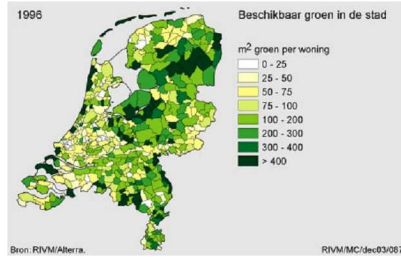 1996
Beschikbaar groen in de stad
m² groen per woning
0 - 25
25 - 50
50 - 75
75 - 100
100 - 200
200 - 300
300 - 400
> 400
Bron: RIVM/Alterra.
RIVM/MC/dec03/087